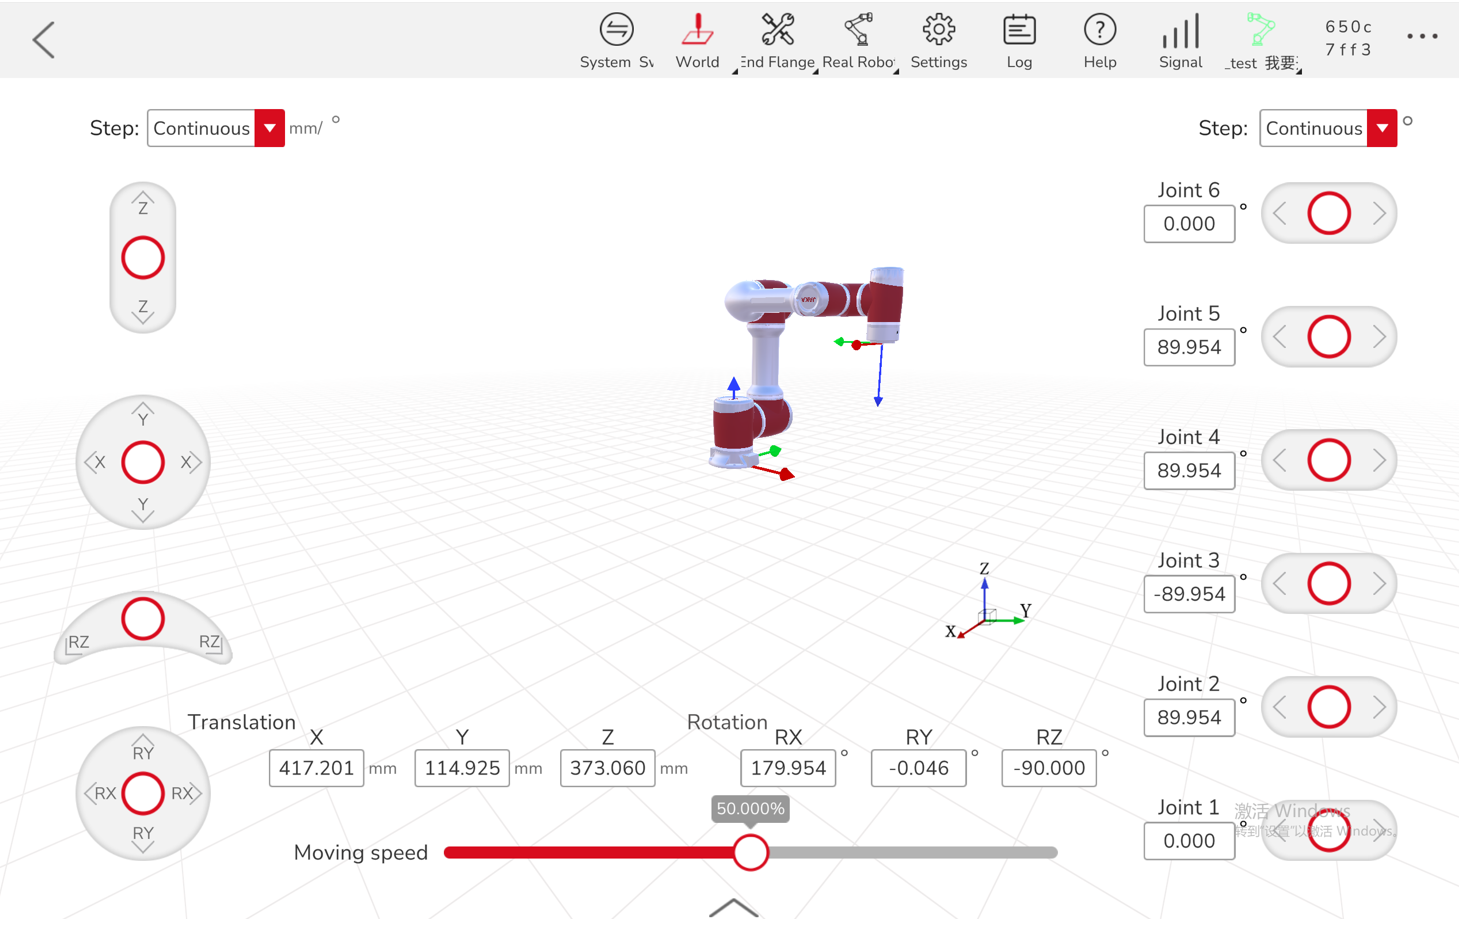 System Sv
World
End Flange
Real Robo
Settings
Log
Help
Signal
_test 我要
650c
7ff3
Step: Continuous mm/ °
Step: Continuous °
Z
Z
Y
X X
Y
RZ RZ
RY
RX RX
RY
Joint 6
0.000 °
Joint 5
89.954 °
Joint 4
89.954 °
Joint 3
-89.954 °
Joint 2
89.954 °
Joint 1
0.000 °
JAKA
Z
Y
X
Translation
X Y Z
417.201 mm 114.925 mm 373.060 mm
Rotation
RX RY RZ
179.954 ° -0.046 ° -90.000 °
50.000%
Moving speed
激活 Windows
转到"设置"以激活 Windows。